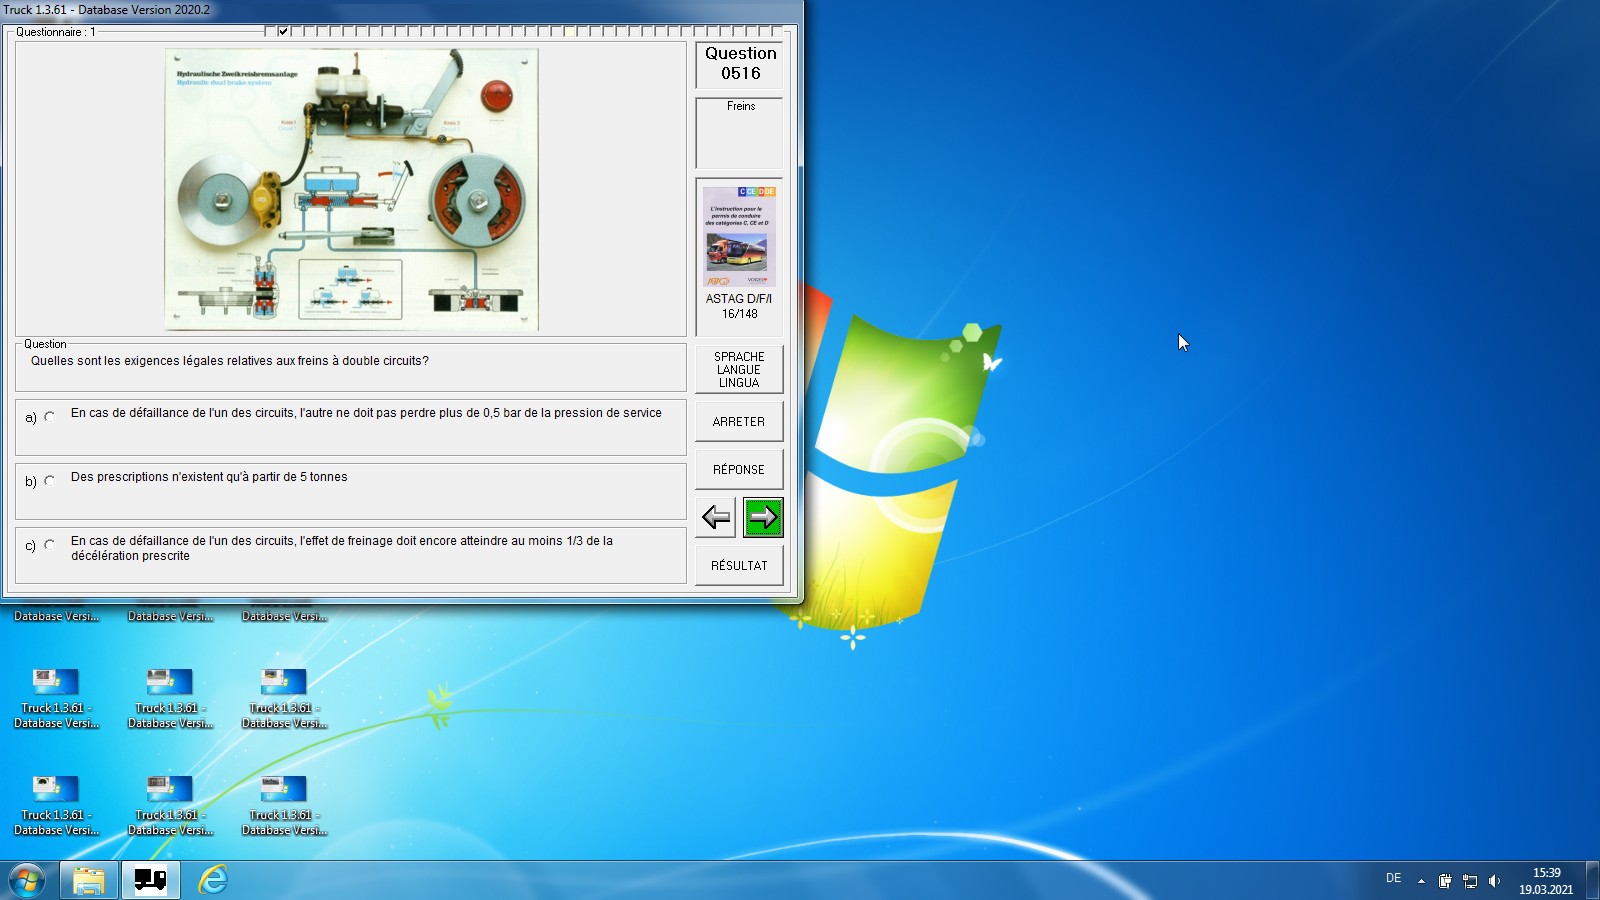 Truck 1.3.61 - Database Version 2020.2
Questionnaire : 1
Hydraulische Zweikreisbremsanlage
Hydraulic dual brake system
Kreis 1
Circuit 1
Kreis 2
Question
0516
Freins
C CE D DE
L'instruction pour le
permis de conduire
des catégories C, CE et D
ASTAG D/F/I
16/148
Question
Quelles sont les exigences légales relatives aux freins à double circuits?
a) En cas de défaillance de l'un des circuits, l'autre ne doit pas perdre plus de 0,5 bar de la pression de service
b) Des prescriptions n'existent qu'à partir de 5 tonnes
c) En cas de défaillance de l'un des circuits, l'effet de freinage doit encore atteindre au moins 1/3 de la
décélération prescrite
SPRACHE
LANGUE
LINGUA
ARRETER
RÉPONSE
RÉSULTAT
Database Versi... Database Versi... Database Versi...
Truck 1.3.61 - Truck 1.3.61 - Truck 1.3.61 -
Database Versi... Database Versi... Database Versi...
Truck 1.3.61 - Truck 1.3.61 - Truck 1.3.61 -
Database Versi... Database Versi... Database Versi...
DE
15:39
19.03.2021